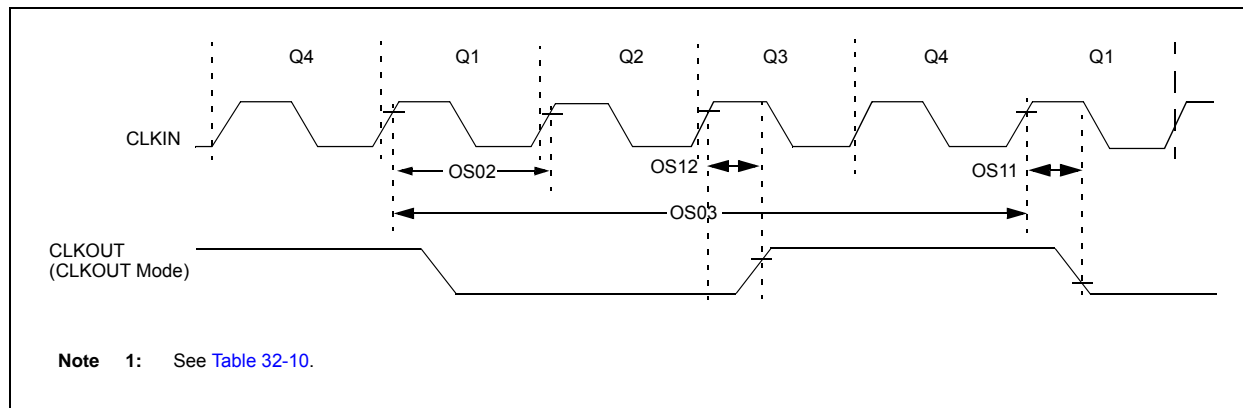 Q4 Q1 Q2 Q3 Q4 Q1
CLKIN
OS02
OS12
OS11
OS03
CLKOUT
(CLKOUT Mode)
Note 1: See Table 32-10.